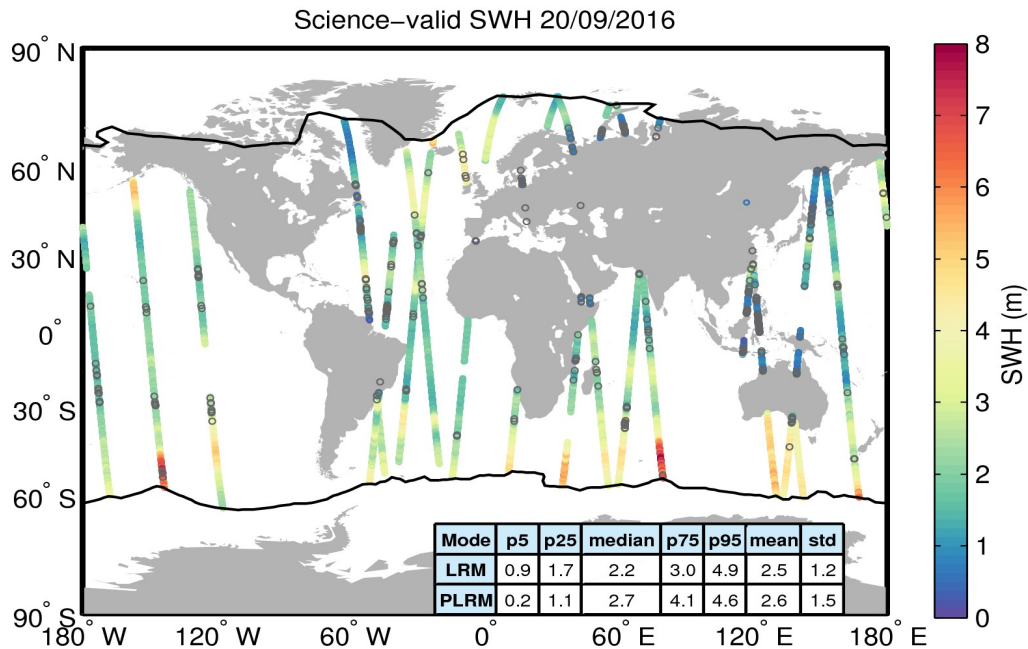 Science−valid SWH 20/09/2016
90° N
60° N
30° N
0°
30° S
60° S
90° S
180° W
120° W
60° W
0°
60° E
120° E
180° E
Mode p5 p25 median p75 p95 mean std
LRM 0.9 1.7 2.2 3.0 4.9 2.5 1.2
PLRM 0.2 1.1 2.7 4.1 4.6 2.6 1.5
8
7
6
5
4
3
2
1
0
SWH (m)